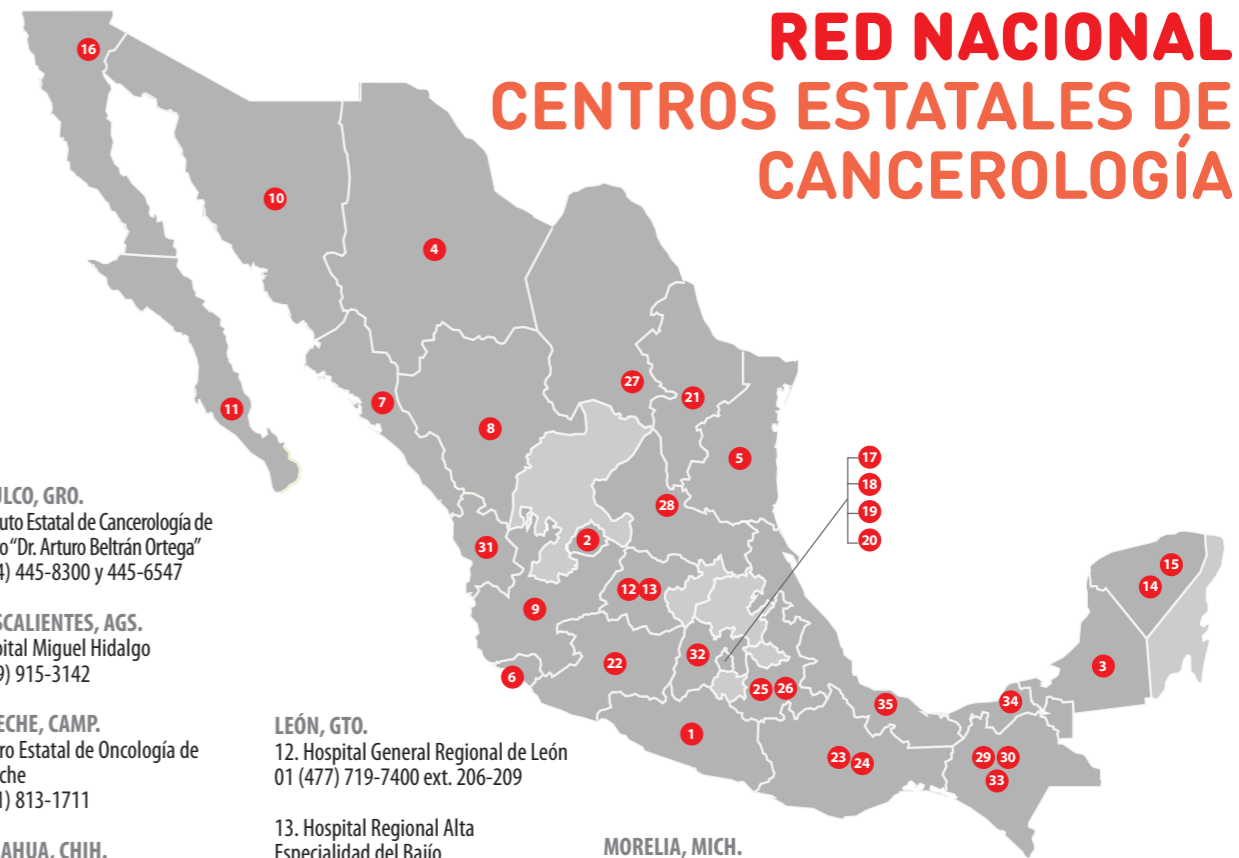 RED NACIONAL
CENTROS ESTATALES DE
CANCEROLOGÍA
16
10
4
27
21
7
11
8
5
17
18
19
20
28
2
31
12 13
9
15
14
32
22
6
3
25 26
34
35
1
23 24
29 30
33
ULCO, GRO.
uto Estatal de Cancerología de
o "Dr. Arturo Beltrán Ortega"
4) 445-8300 y 445-6547
SCALIENTES, AGS.
pital Miguel Hidalgo
9) 915-3142
ECHE, CAMP.
ro Estatal de Oncología de
che
1) 813-1711
AHUA, CHIH.
LEÓN, GTO.
12. Hospital General Regional de León
01 (477) 719-7400 ext. 206-209
13. Hospital Regional Alta
Especialidad del Bajío
MORELIA, MICH.